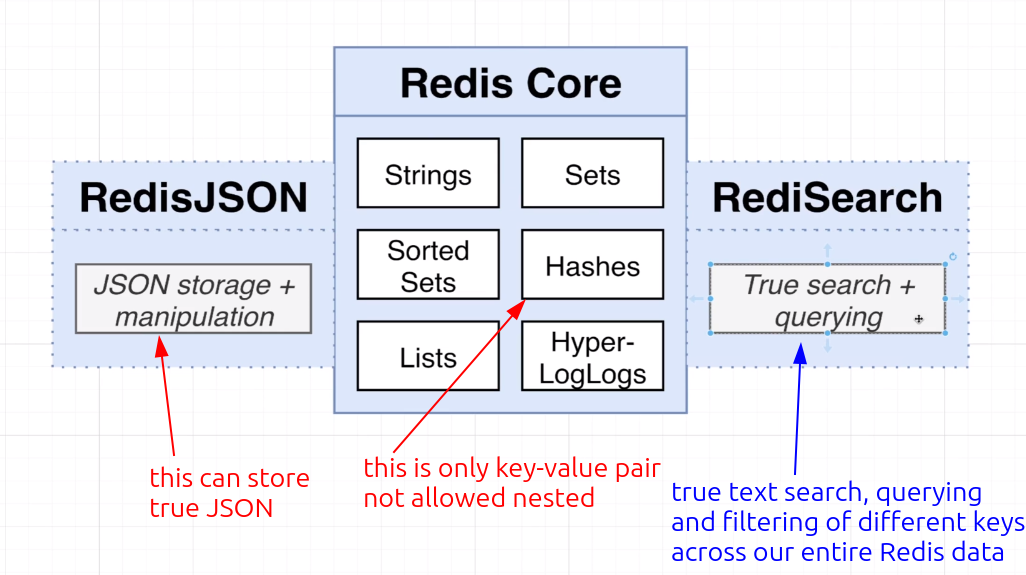 Redis Core
Strings
Sets
Sorted
Sets
Hashes
Lists
Hyper-
LogLogs
RedisJSON
JSON storage +
manipulation
RediSearch
True search +
querying
this can store
true JSON
this is only key-value pair
not allowed nested
true text search, querying
and filtering of different keys
across our entire Redis data